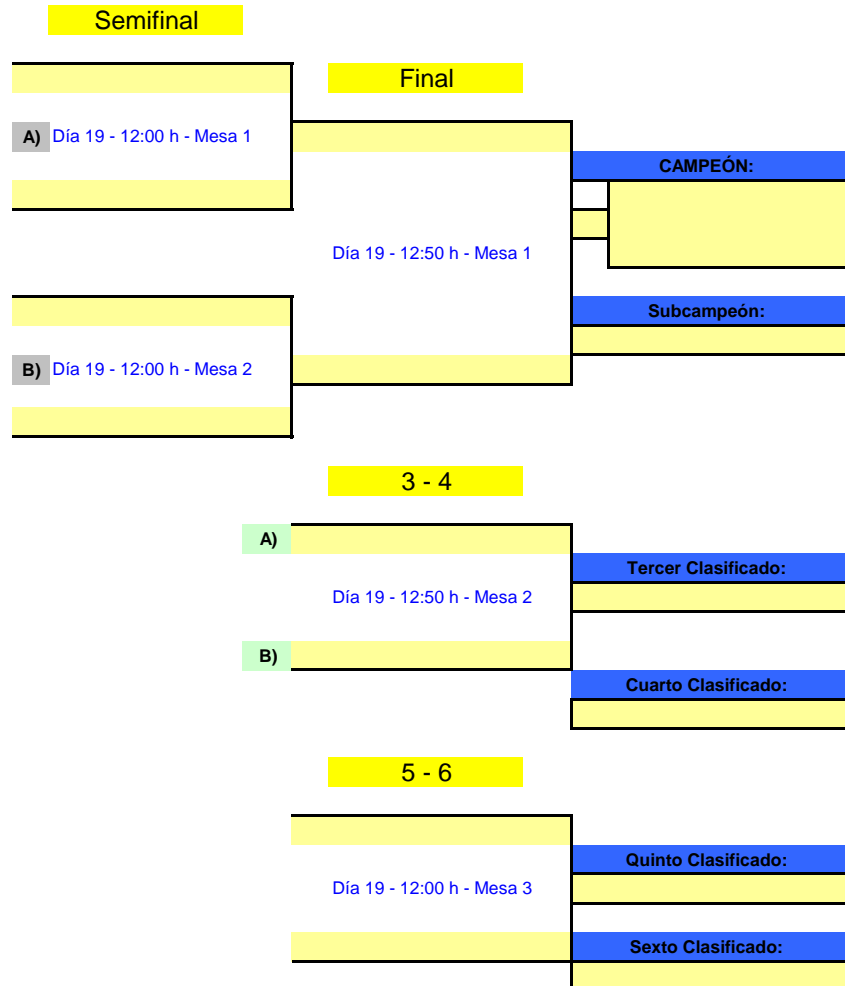 Semifinal
Final
A) Día 19 - 12:00 h - Mesa 1
CAMPEÓN:
Día 19 - 12:50 h - Mesa 1
Subcampeón:
B) Día 19 - 12:00 h - Mesa 2
3 - 4
A)
Tercer Clasificado:
Día 19 - 12:50 h - Mesa 2
B)
Cuarto Clasificado:
5 - 6
Quinto Clasificado:
Día 19 - 12:00 h - Mesa 3
Sexto Clasificado: